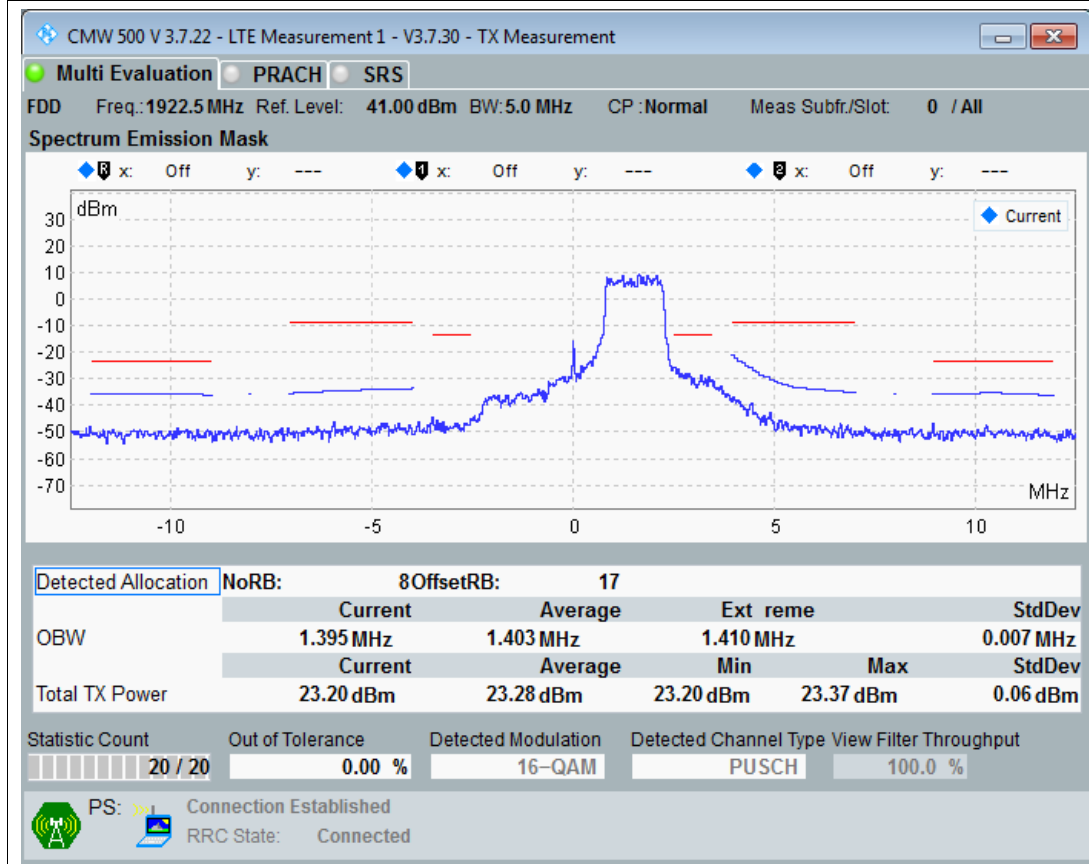 CMW 500 V 3.7.22 - LTE Measurement 1 - V3.7.30 - TX Measurement
Multi Evaluation PRACH SRS
FDD Freq.: 1922.5 MHz Ref. Level: 41.00 dBm BW: 5.0 MHz CP : Normal Meas Subfr./Slot: 0 / All
Spectrum Emission Mask
R x: Off y: --- 1 x: Off y: --- 2 x: Off y: ---
dBm
Current
30
20
10
0
-10
-20
-30
-40
-50
-60
-70
MHz
-10 -5 0 5 10
Detected Allocation NoRB: 8 OffsetRB: 17
Current Average Ext reme StdDev
OBW 1.395 MHz 1.403 MHz 1.410 MHz 0.007 MHz
Current Average Min Max StdDev
Total TX Power 23.20 dBm 23.28 dBm 23.20 dBm 23.37 dBm 0.06 dBm
Statistic Count Out of Tolerance Detected Modulation Detected Channel Type View Filter Throughput
20 / 20 0.00 % 16-QAM PUSCH 100.0 %
PS: Connection Established
RRC State: Connected